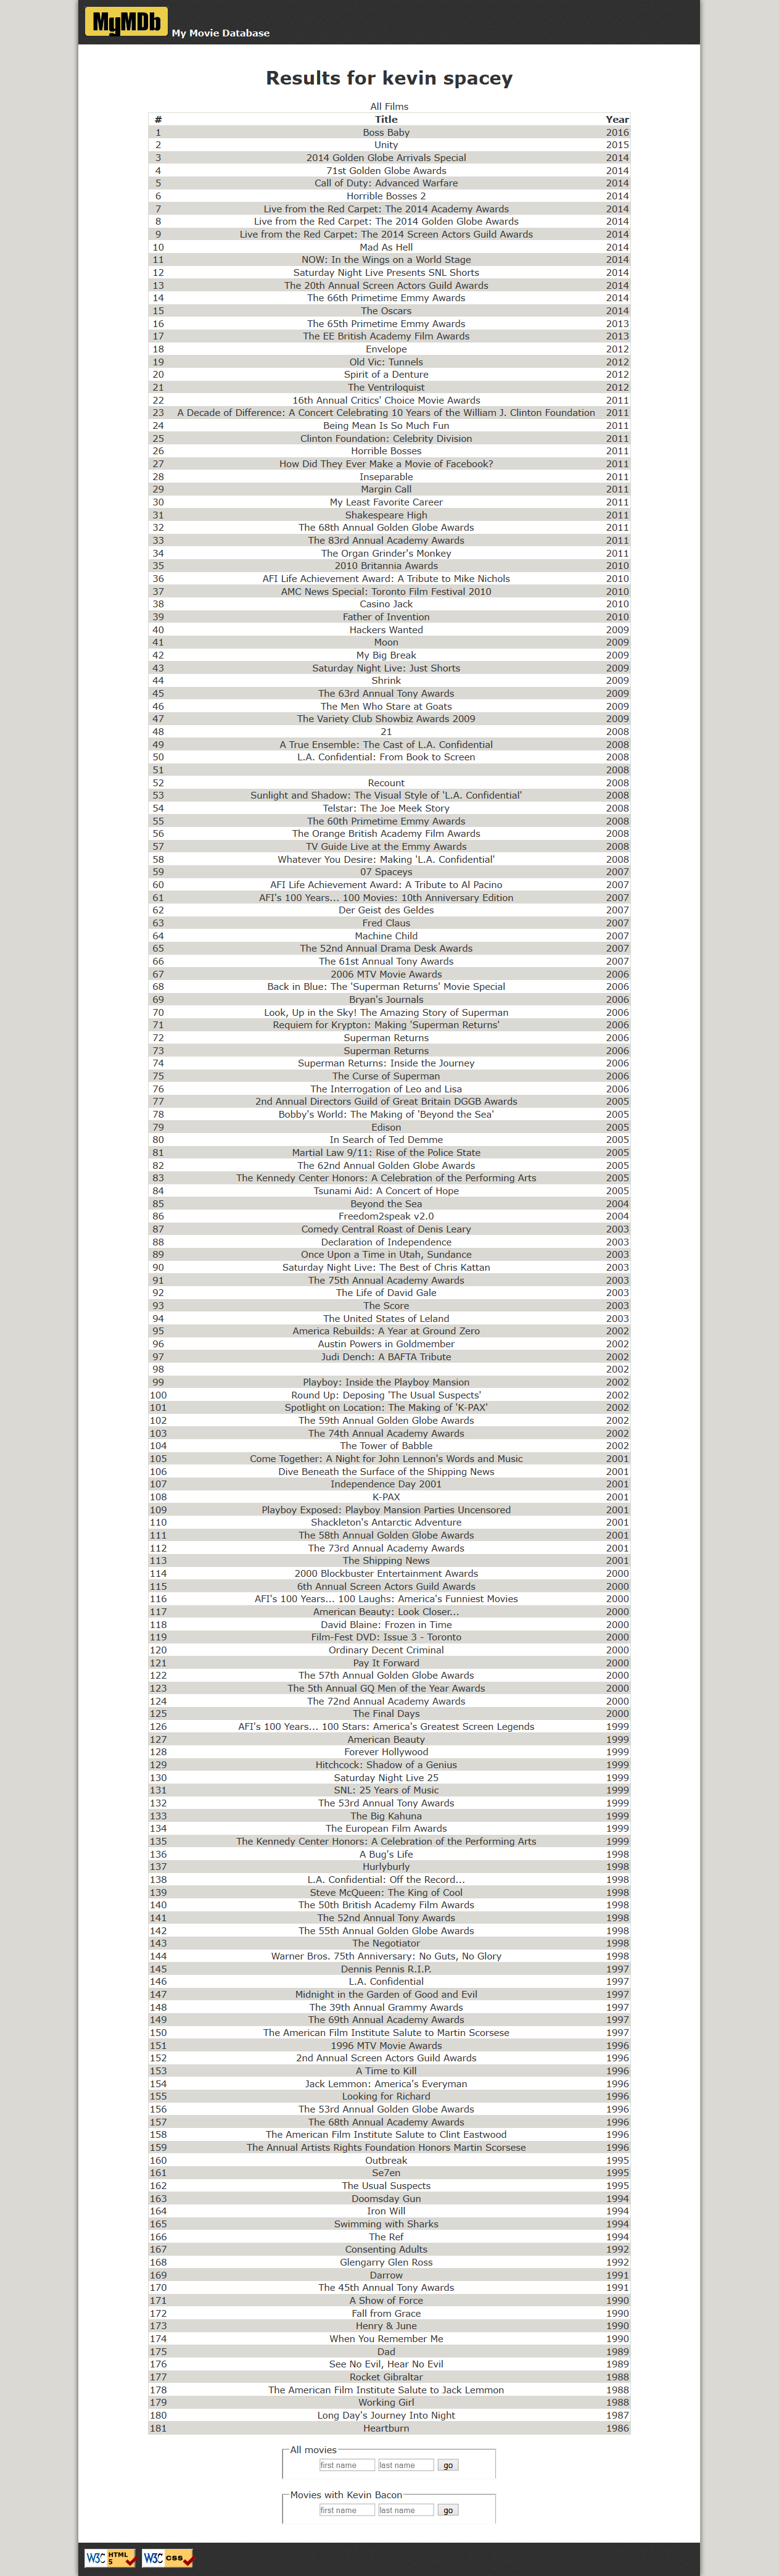 MyMDb My Movie Database
Results for kevin spacey
All Films
# Title Year
1 Boss Baby 2016
2 Unity 2015
3 2014 Golden Globe Arrivals Special 2014
4 71st Golden Globe Awards 2014
5 Call of Duty: Advanced Warfare 2014
6 Horrible Bosses 2 2014
7 Live from the Red Carpet: The 2014 Academy Awards 2014
8 Live from the Red Carpet: The 2014 Golden Globe Awards 2014
9 Live from the Red Carpet: The 2014 Screen Actors Guild Awards 2014
10 Mad As Hell 2014
11 NOW: In the Wings on a World Stage 2014
12 Saturday Night Live Presents SNL Shorts 2014
13 The 20th Annual Screen Actors Guild Awards 2014
14 The 66th Primetime Emmy Awards 2014
15 The Oscars 2014
16 The 65th Primetime Emmy Awards 2013
17 The EE British Academy Film Awards 2013
18 Envelope 2012
19 Old Vic: Tunnels 2012
20 Spirit of a Denture 2012
21 The Ventriloquist 2012
22 16th Annual Critics' Choice Movie Awards 2011
23 A Decade of Difference: A Concert Celebrating 10 Years of the William J. Clinton Foundation 2011
24 Being Mean Is So Much Fun 2011
25 Clinton Foundation: Celebrity Division 2011
26 Horrible Bosses 2011
27 How Did They Ever Make a Movie of Facebook? 2011
28 Inseparable 2011
29 Margin Call 2011
30 My Least Favorite Career 2011
31 Shakespeare High 2011
32 The 68th Annual Golden Globe Awards 2011
33 The 83rd Annual Academy Awards 2011
34 The Organ Grinder's Monkey 2011
35 2010 Britannia Awards 2010
36 AFI Life Achievement Award: A Tribute to Mike Nichols 2010
37 AMC News Special: Toronto Film Festival 2010 2010
38 Casino Jack 2010
39 Father of Invention 2010
40 Hackers Wanted 2009
41 Moon 2009
42 My Big Break 2009
43 Saturday Night Live: Just Shorts 2009
44 Shrink 2009
45 The 63rd Annual Tony Awards 2009
46 The Men Who Stare at Goats 2009
47 The Variety Club Showbiz Awards 2009 2009
48 21 2008
49 A True Ensemble: The Cast of L.A. Confidential 2008
50 L.A. Confidential: From Book to Screen 2008
51 2008
52 Recount 2008
53 Sunlight and Shadow: The Visual Style of 'L.A. Confidential' 2008
54 Telstar: The Joe Meek Story 2008
55 The 60th Primetime Emmy Awards 2008
56 The Orange British Academy Film Awards 2008
57 TV Guide Live at the Emmy Awards 2008
58 Whatever You Desire: Making 'L.A. Confidential' 2008
59 07 Spaceys 2007
60 AFI Life Achievement Award: A Tribute to Al Pacino 2007
61 AFI's 100 Years... 100 Movies: 10th Anniversary Edition 2007
62 Der Geist des Geldes 2007
63 Fred Claus 2007
64 Machine Child 2007
65 The 52nd Annual Drama Desk Awards 2007
66 The 61st Annual Tony Awards 2007
67 2006 MTV Movie Awards 2006
68 Back in Blue: The 'Superman Returns' Movie Special 2006
69 Bryan's Journals 2006
70 Look, Up in the Sky! The Amazing Story of Superman 2006
71 Requiem for Krypton: Making 'Superman Returns' 2006
72 Superman Returns 2006
73 Superman Returns 2006
74 Superman Returns: Inside the Journey 2006
75 The Curse of Superman 2006
76 The Interrogation of Leo and Lisa 2006
77 2nd Annual Directors Guild of Great Britain DGGB Awards 2005
78 Bobby's World: The Making of 'Beyond the Sea' 2005
79 Edison 2005
80 In Search of Ted Demme 2005
81 Martial Law 9/11: Rise of the Police State 2005
82 The 62nd Annual Golden Globe Awards 2005
83 The Kennedy Center Honors: A Celebration of the Performing Arts 2005
84 Tsunami Aid: A Concert of Hope 2005
85 Beyond the Sea 2004
86 Freedom2speak v2.0 2004
87 Comedy Central Roast of Denis Leary 2003
88 Declaration of Independence 2003
89 Once Upon a Time in Utah, Sundance 2003
90 Saturday Night Live: The Best of Chris Kattan 2003
91 The 75th Annual Academy Awards 2003
92 The Life of David Gale 2003
93 The Score 2003
94 The United States of Leland 2003
95 America Rebuilds: A Year at Ground Zero 2002
96 Austin Powers in Goldmember 2002
97 Judi Dench: A BAFTA Tribute 2002
98 2002
99 Playboy: Inside the Playboy Mansion 2002
100 Round Up: Deposing 'The Usual Suspects' 2002
101 Spotlight on Location: The Making of 'K-PAX' 2002
102 The 59th Annual Golden Globe Awards 2002
103 The 74th Annual Academy Awards 2002
104 The Tower of Babble 2002
105 Come Together: A Night for John Lennon's Words and Music 2001
106 Dive Beneath the Surface of the Shipping News 2001
107 Independence Day 2001 2001
108 K-PAX 2001
109 Playboy Exposed: Playboy Mansion Parties Uncensored 2001
110 Shackleton's Antarctic Adventure 2001
111 The 58th Annual Golden Globe Awards 2001
112 The 73rd Annual Academy Awards 2001
113 The Shipping News 2001
114 2000 Blockbuster Entertainment Awards 2000
115 6th Annual Screen Actors Guild Awards 2000
116 AFI's 100 Years... 100 Laughs: America's Funniest Movies 2000
117 American Beauty: Look Closer... 2000
118 David Blaine: Frozen in Time 2000
119 Film-Fest DVD: Issue 3 - Toronto 2000
120 Ordinary Decent Criminal 2000
121 Pay It Forward 2000
122 The 57th Annual Golden Globe Awards 2000
123 The 5th Annual GQ Men of the Year Awards 2000
124 The 72nd Annual Academy Awards 2000
125 The Final Days 2000
126 AFI's 100 Years... 100 Stars: America's Greatest Screen Legends 1999
127 American Beauty 1999
128 Forever Hollywood 1999
129 Hitchcock: Shadow of a Genius 1999
130 Saturday Night Live 25 1999
131 SNL: 25 Years of Music 1999
132 The 53rd Annual Tony Awards 1999
133 The Big Kahuna 1999
134 The European Film Awards 1999
135 The Kennedy Center Honors: A Celebration of the Performing Arts 1999
136 A Bug's Life 1998
137 Hurlyburly 1998
138 L.A. Confidential: Off the Record... 1998
139 Steve McQueen: The King of Cool 1998
140 The 50th British Academy Film Awards 1998
141 The 52nd Annual Tony Awards 1998
142 The 55th Annual Golden Globe Awards 1998
143 The Negotiator 1998
144 Warner Bros. 75th Anniversary: No Guts, No Glory 1998
145 Dennis Pennis R.I.P. 1997
146 L.A. Confidential 1997
147 Midnight in the Garden of Good and Evil 1997
148 The 39th Annual Grammy Awards 1997
149 The 69th Annual Academy Awards 1997
150 The American Film Institute Salute to Martin Scorsese 1997
151 1996 MTV Movie Awards 1996
152 2nd Annual Screen Actors Guild Awards 1996
153 A Time to Kill 1996
154 Jack Lemmon: America's Everyman 1996
155 Looking for Richard 1996
156 The 53rd Annual Golden Globe Awards 1996
157 The 68th Annual Academy Awards 1996
158 The American Film Institute Salute to Clint Eastwood 1996
159 The Annual Artists Rights Foundation Honors Martin Scorsese 1996
160 Outbreak 1995
161 Se7en 1995
162 The Usual Suspects 1995
163 Doomsday Gun 1994
164 Iron Will 1994
165 Swimming with Sharks 1994
166 The Ref 1994
167 Consenting Adults 1992
168 Glengarry Glen Ross 1992
169 Darrow 1991
170 The 45th Annual Tony Awards 1991
171 A Show of Force 1990
172 Fall from Grace 1990
173 Henry & June 1990
174 When You Remember Me 1990
175 Dad 1989
176 See No Evil, Hear No Evil 1989
177 Rocket Gibraltar 1988
178 The American Film Institute Salute to Jack Lemmon 1988
179 Working Girl 1988
180 Long Day's Journey Into Night 1987
181 Heartburn 1986
All movies
first name last name go
Movies with Kevin Bacon
first name last name go
W3C HTML 5 W3C CSS